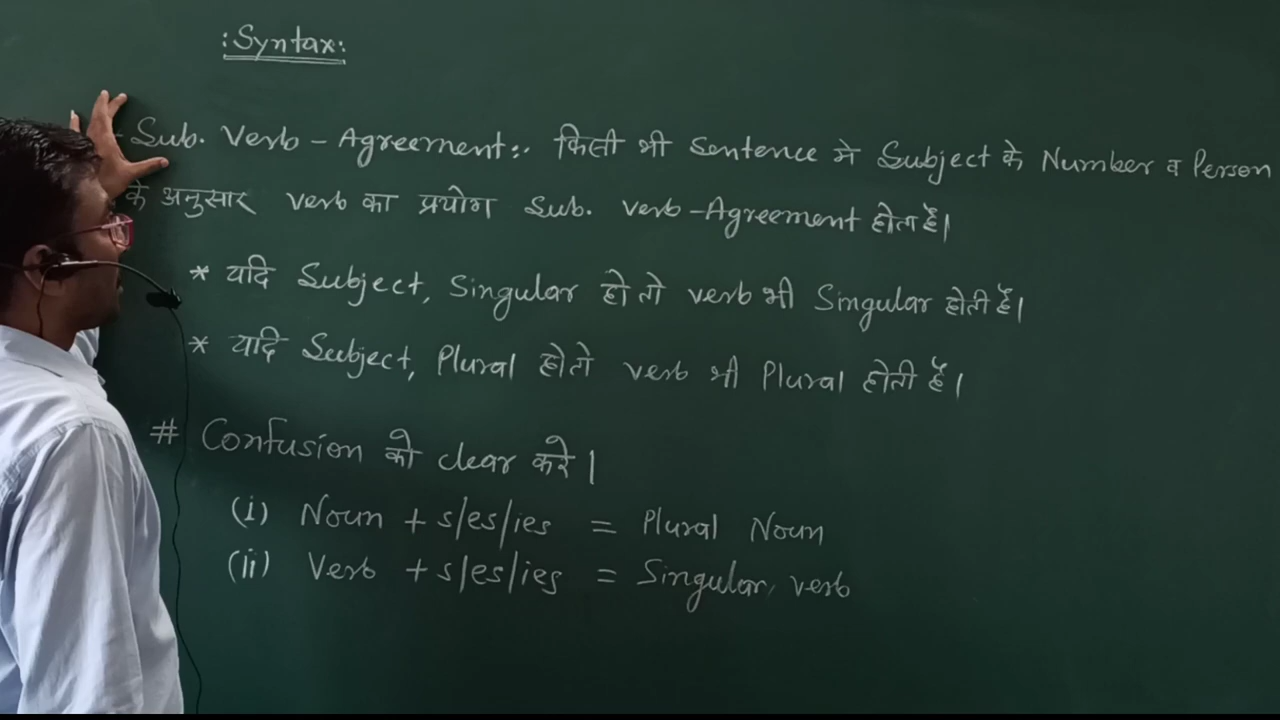 :Syntax:
Sub. Verb-Agreement:. किसी भी Sentence मे Subject के Number व Person
के अनुसार verb का प्रयोग Sub. verb-Agreement होता है।
* यदि Subject, Singular हो तो verb भी Singular होती है।
* यदि Subject, Plural हो तो verb भी Plural होती है।
# Confusion को clear करे।
(i) Noun + s/es/ies = Plural Noun
(ii) Verb + s/es/ies = Singular, verb